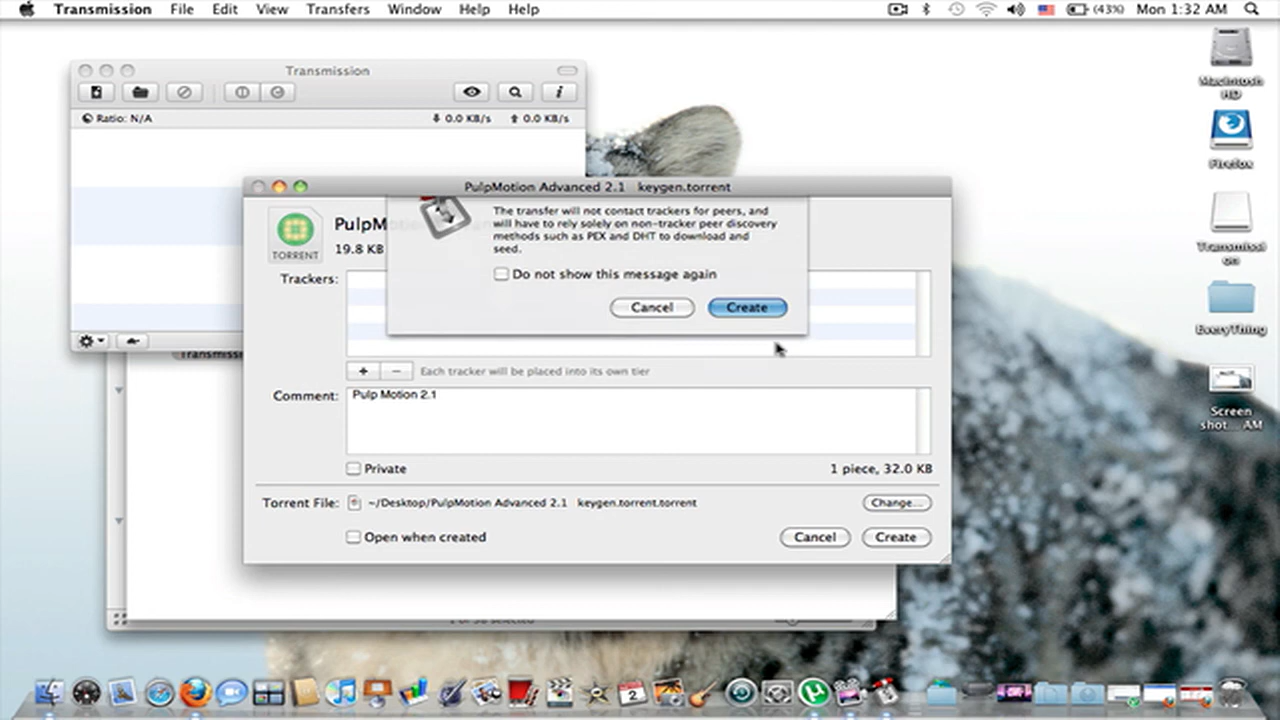 Transmission File Edit View Transfers Window Help Help (43%) Mon 1:32 AM
Transmission
Ratio: N/A 0.0 KB/s 0.0 KB/s
Macintosh
HD
Firefox
Transmissi
on
EveryThing
Screen
shot... AM
PulpMotion Advanced 2.1 keygen.torrent
TORRENT
19.8 KB
The transfer will not contact trackers for peers, and
will have to rely solely on non-tracker peer discovery
methods such as PEX and DHT to download and
seed.
Do not show this message again
Cancel Create
Trackers:
+ − Each tracker will be placed into its own tier
Comment: Pulp Motion 2.1
Private 1 piece, 32.0 KB
Torrent File: ~/Desktop/PulpMotion Advanced 2.1 keygen.torrent.torrent Change...
Open when created Cancel Create
2